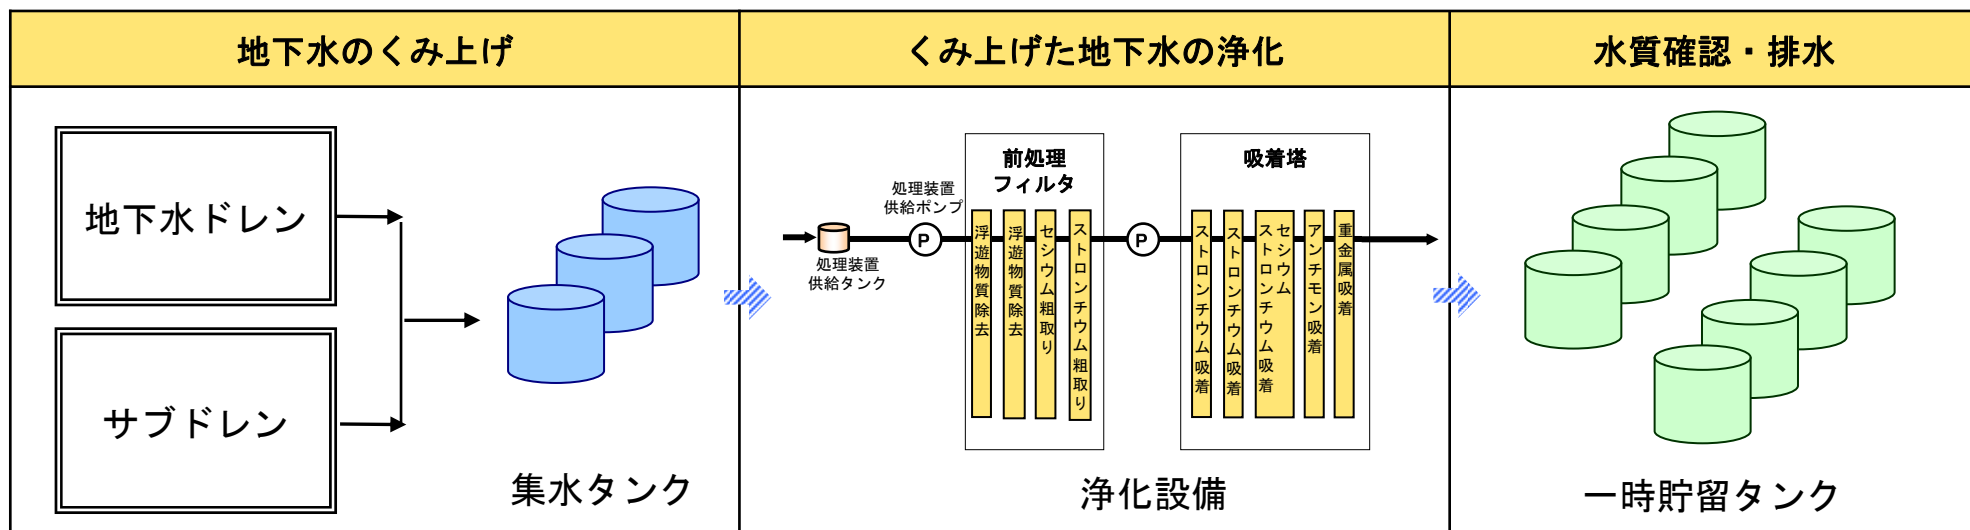 地下水のくみ上げ
くみ上げた地下水の浄化
水質確認・排水
地下水ドレン
サブドレン
集水タンク
処理装置
供給タンク
処理装置
供給ポンプ
P
前処理
フィルタ
浮遊物質除去
浮遊物質除去
セシウム粗取り
ストロンチウム粗取り
P
吸着塔
ストロンチウム吸着
ストロンチウム吸着
セシウム
ストロンチウム吸着
アンチモン吸着
重金属吸着
浄化設備
一時貯留タンク